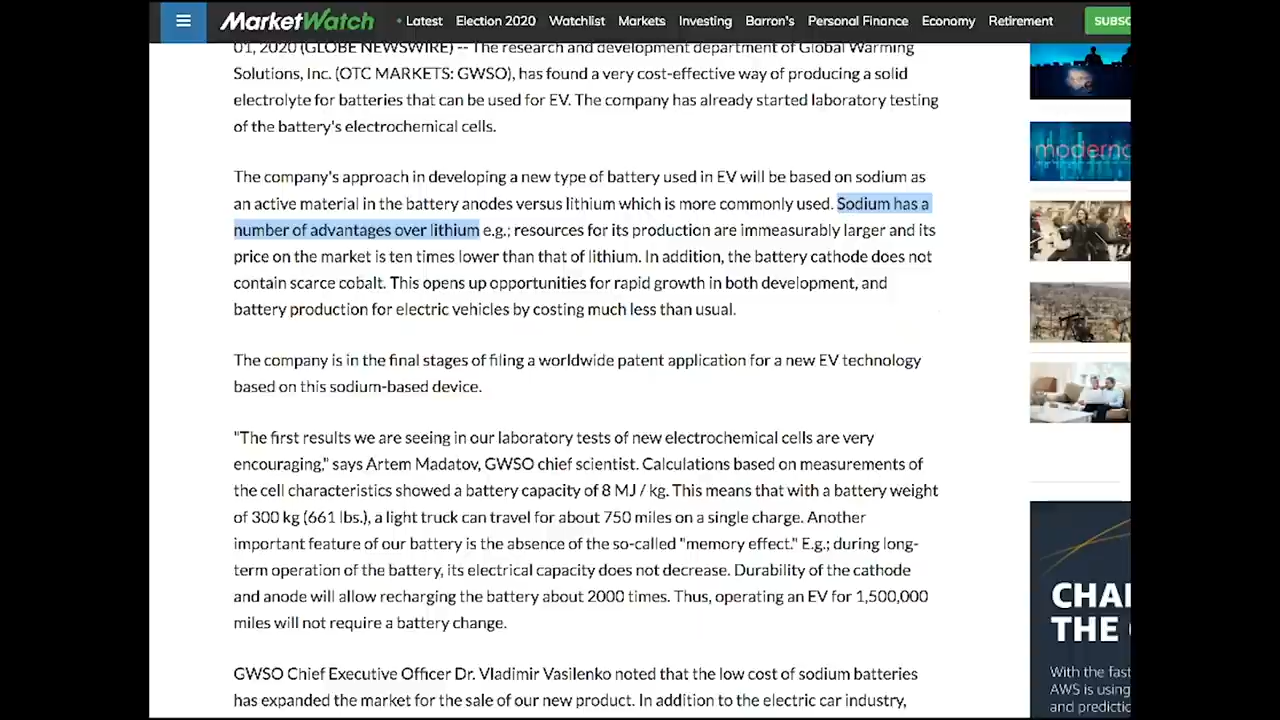 MarketWatch
Latest Election 2020 Watchlist Markets Investing Barron's Personal Finance Economy Retirement SUBSC
01, 2020 (GLOBE NEWSWIRE) -- The research and development department of Global Warming
Solutions, Inc. (OTC MARKETS: GWSO), has found a very cost-effective way of producing a solid
electrolyte for batteries that can be used for EV. The company has already started laboratory testing
of the battery's electrochemical cells.
The company's approach in developing a new type of battery used in EV will be based on sodium as
an active material in the battery anodes versus lithium which is more commonly used. Sodium has a
number of advantages over lithium e.g.; resources for its production are immeasurably larger and its
price on the market is ten times lower than that of lithium. In addition, the battery cathode does not
contain scarce cobalt. This opens up opportunities for rapid growth in both development, and
battery production for electric vehicles by costing much less than usual.
The company is in the final stages of filing a worldwide patent application for a new EV technology
based on this sodium-based device.
"The first results we are seeing in our laboratory tests of new electrochemical cells are very
encouraging," says Artem Madatov, GWSO chief scientist. Calculations based on measurements of
the cell characteristics showed a battery capacity of 8 MJ / kg. This means that with a battery weight
of 300 kg (661 lbs.), a light truck can travel for about 750 miles on a single charge. Another
important feature of our battery is the absence of the so-called "memory effect." E.g.; during long-
term operation of the battery, its electrical capacity does not decrease. Durability of the cathode
and anode will allow recharging the battery about 2000 times. Thus, operating an EV for 1,500,000
miles will not require a battery change.
GWSO Chief Executive Officer Dr. Vladimir Vasilenko noted that the low cost of sodium batteries
has expanded the market for the sale of our new product. In addition to the electric car industry,
moderna
CHA
THE
With the fast
AWS is using
and predictio